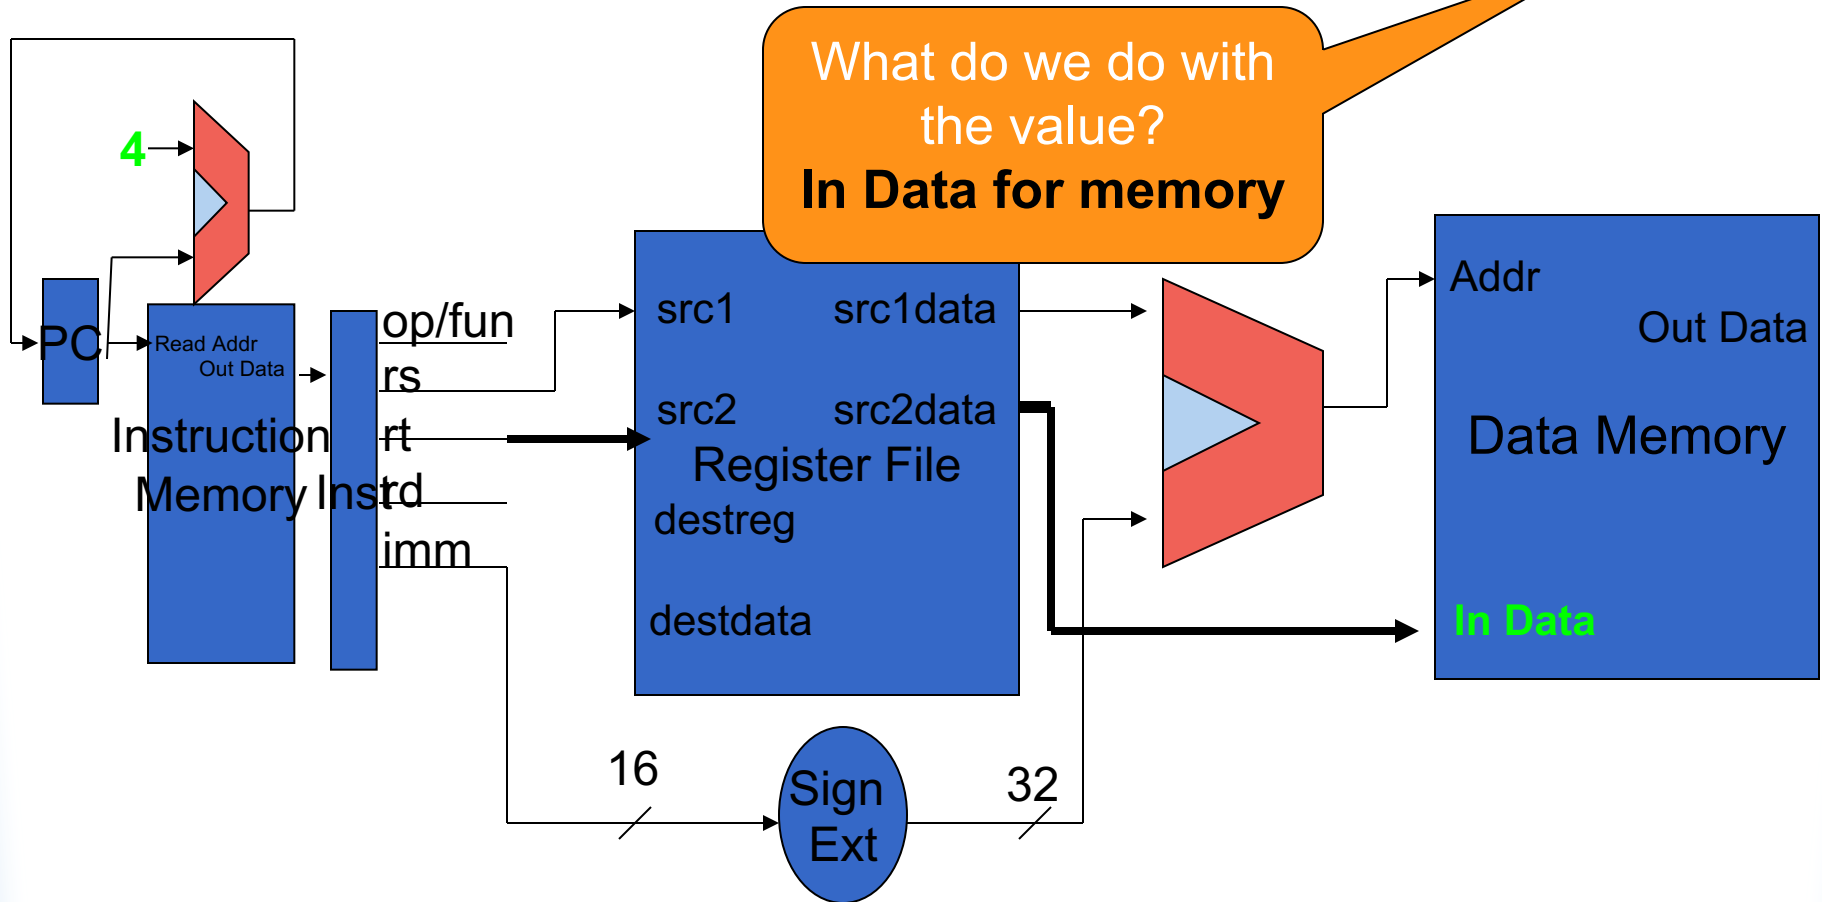 What do we do with
the value?
In Data for memory
4
PC
Read Addr
Out Data
Instruction
Memory
Inst
op/fun
rs
rt
rd
imm
src1
src1data
src2
src2data
Register File
destreg
destdata
Addr
Out Data
Data Memory
In Data
16
Sign
Ext
32